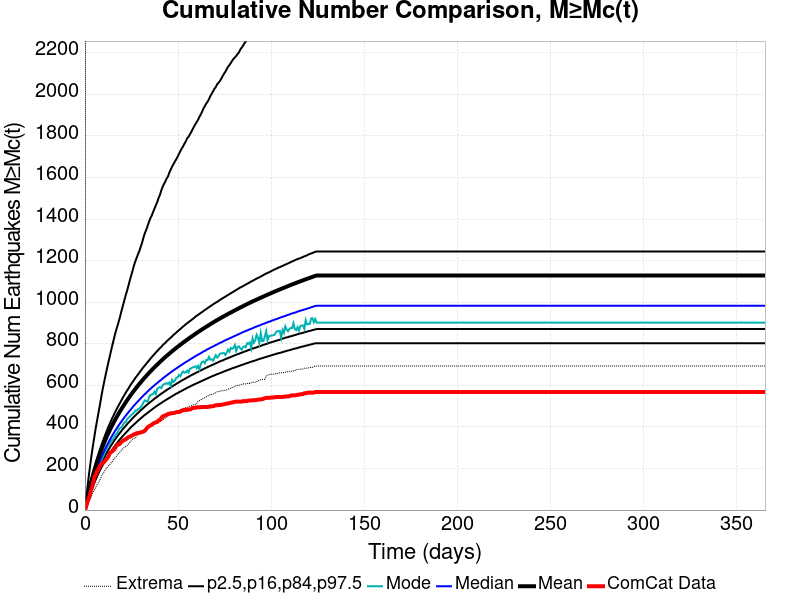 Cumulative Number Comparison, M≥Mc(t)
Cumulative Num Earthquakes M≥Mc(t)
2200
2000
1800
1600
1400
1200
1000
800
600
400
200
0
0 50 100 150 200 250 300 350
Time (days)
Extrema p2.5,p16,p84,p97.5 Mode Median Mean ComCat Data